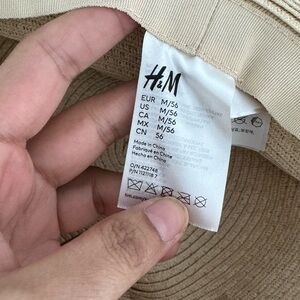 H&M
EUR M/56
US M/56
CA M/56
MX M/56
CN 56
Made in China
Fabriqué en Chine
Hecho en China
O/N 422748